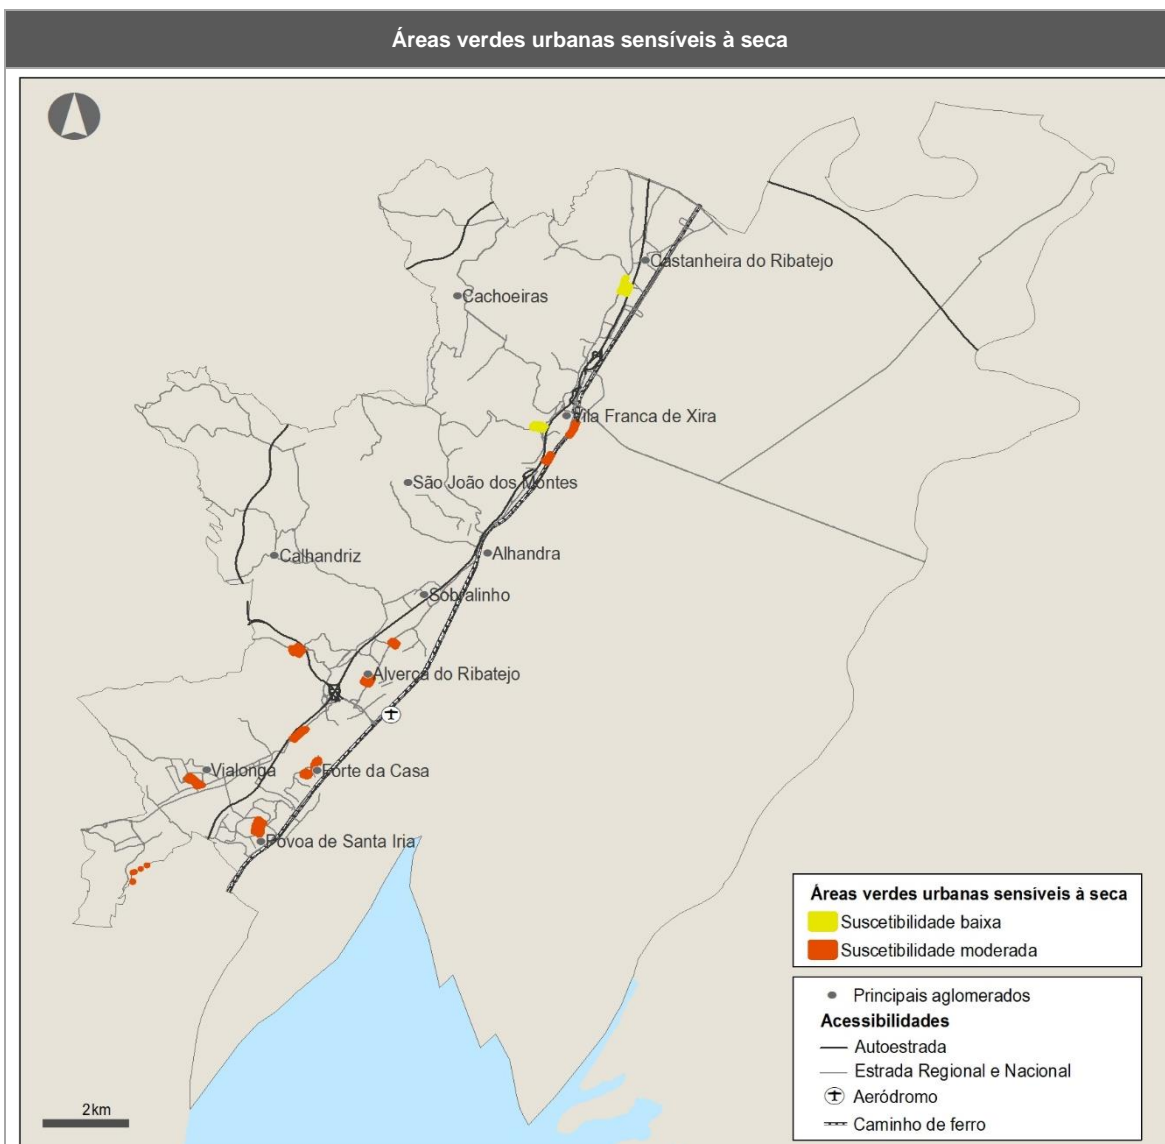 Áreas verdes urbanas sensíveis à seca
Castanheira do Ribatejo
Cachoeiras
Vila Franca de Xira
São João dos Montes
Alhandra
Calhandriz
Sobralinho
Alverca do Ribatejo
Vialonga
Forte da Casa
Póvoa de Santa Iria
Áreas verdes urbanas sensíveis à seca
Suscetibilidade baixa
Suscetibilidade moderada
Principais aglomerados
Acessibilidades
Autoestrada
Estrada Regional e Nacional
Aeródromo
Caminho de ferro
2km